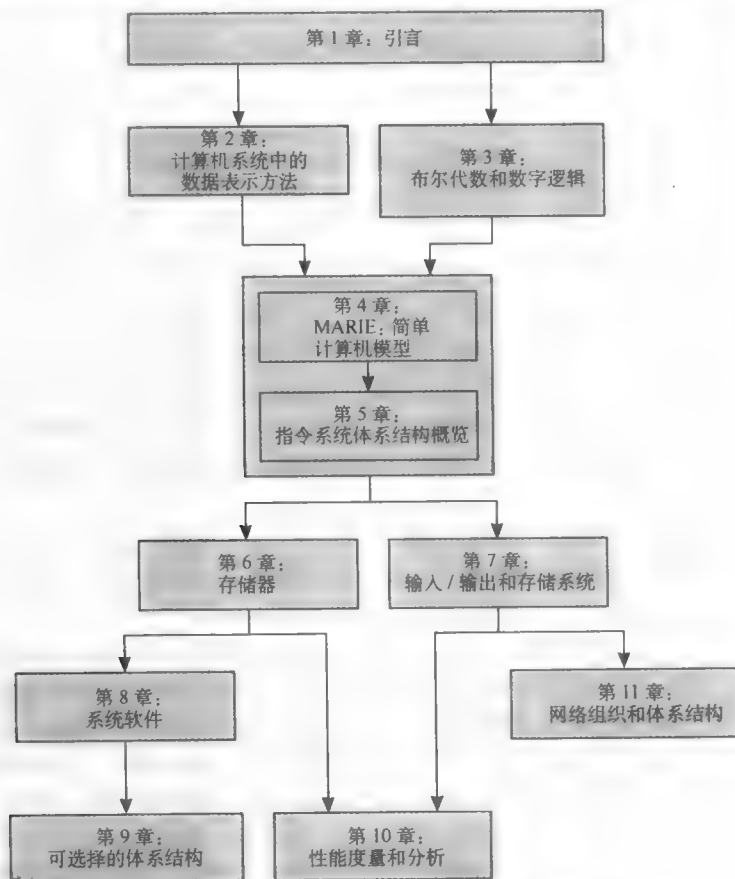 第1章：引言
第2章：
计算机系统中的
数据表示方法
第3章：
布尔代数和数字逻辑
第4章：
MARIE：简单
计算机模型
第5章：
指令系统体系结构概览
第6章：
存储器
第7章：
输入/输出和存储系统
第8章：
系统软件
第11章：
网络组织和体系结构
第9章：
可选择的体系结构
第10章：
性能度量和分析